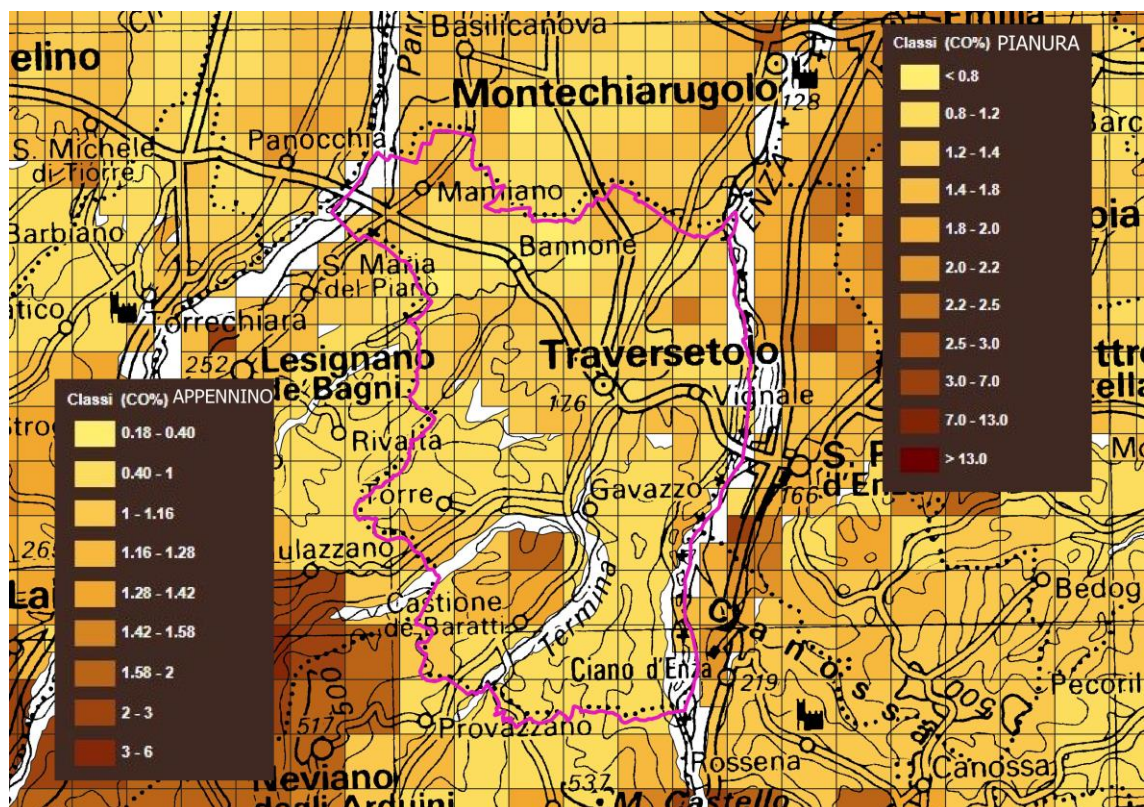 Basilicanova
Emilia
elino
Parm
Montechiarugolo
128
Panocchia
S. Michele
di Tiorre
Mamiano
ENZA
Barbiano
Bannone
S. Maria
del Piano
Torrechiara
252
Lesignano
de Bagni
Traversetolo
176
Vignale
Rivalta
S. P
d'Enza
166
Torre
Gavazzo
Castione
de Baratti
Termina
Bedog
Ciano d'Enza
Canossa
219
500
500
Pecoril
517
Provazzano
Rossena
Canossa
Neviano
degli Arduini
537
M. Castello
Classi (CO%) PIANURA
< 0.8
0.8 - 1.2
1.2 - 1.4
1.4 - 1.8
1.8 - 2.0
2.0 - 2.2
2.2 - 2.5
2.5 - 3.0
3.0 - 7.0
7.0 - 13.0
> 13.0
Classi (CO%) APPENNINO
0.18 - 0.40
0.40 - 1
1 - 1.16
1.16 - 1.28
1.28 - 1.42
1.42 - 1.58
1.58 - 2
2 - 3
3 - 6